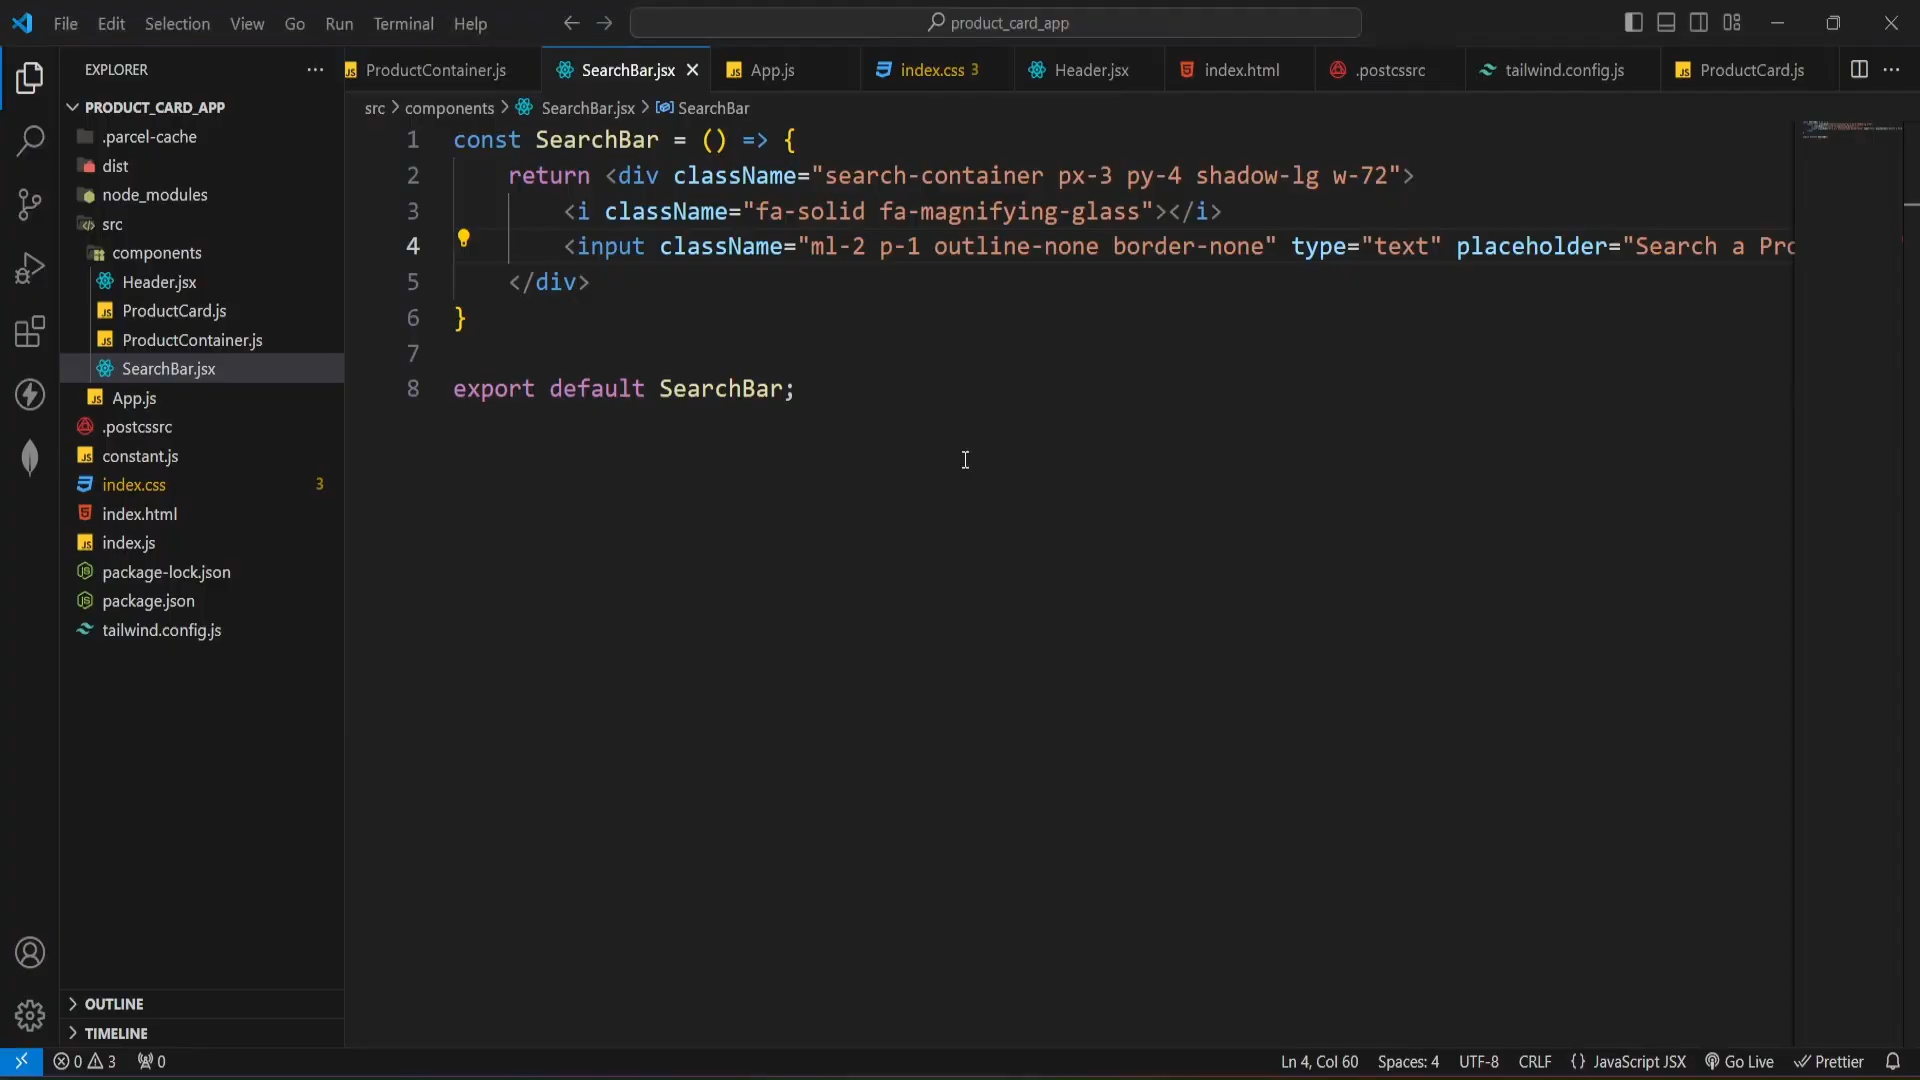 File Edit Selection View Go Run Terminal Help
product_card_app
EXPLORER
ProductContainer.js SearchBar.jsx App.js index.css 3 Header.jsx index.html .postcssrc tailwind.config.js ProductCard.js
PRODUCT_CARD_APP
.parcel-cache
dist
node_modules
src
components
Header.jsx
ProductCard.js
ProductContainer.js
SearchBar.jsx
App.js
.postcssrc
constant.js
index.css 3
index.html
index.js
package-lock.json
package.json
tailwind.config.js
OUTLINE
TIMELINE
src > components > SearchBar.jsx > SearchBar
1 const SearchBar = () => {
2 return <div className="search-container px-3 py-4 shadow-lg w-72">
3 <i className="fa-solid fa-magnifying-glass"></i>
4 <input className="ml-2 p-1 outline-none border-none" type="text" placeholder="Search a Pro
5 </div>
6 }
7
8 export default SearchBar;
0 3 0 Ln 4, Col 60 Spaces: 4 UTF-8 CRLF {} JavaScript JSX Go Live Prettier